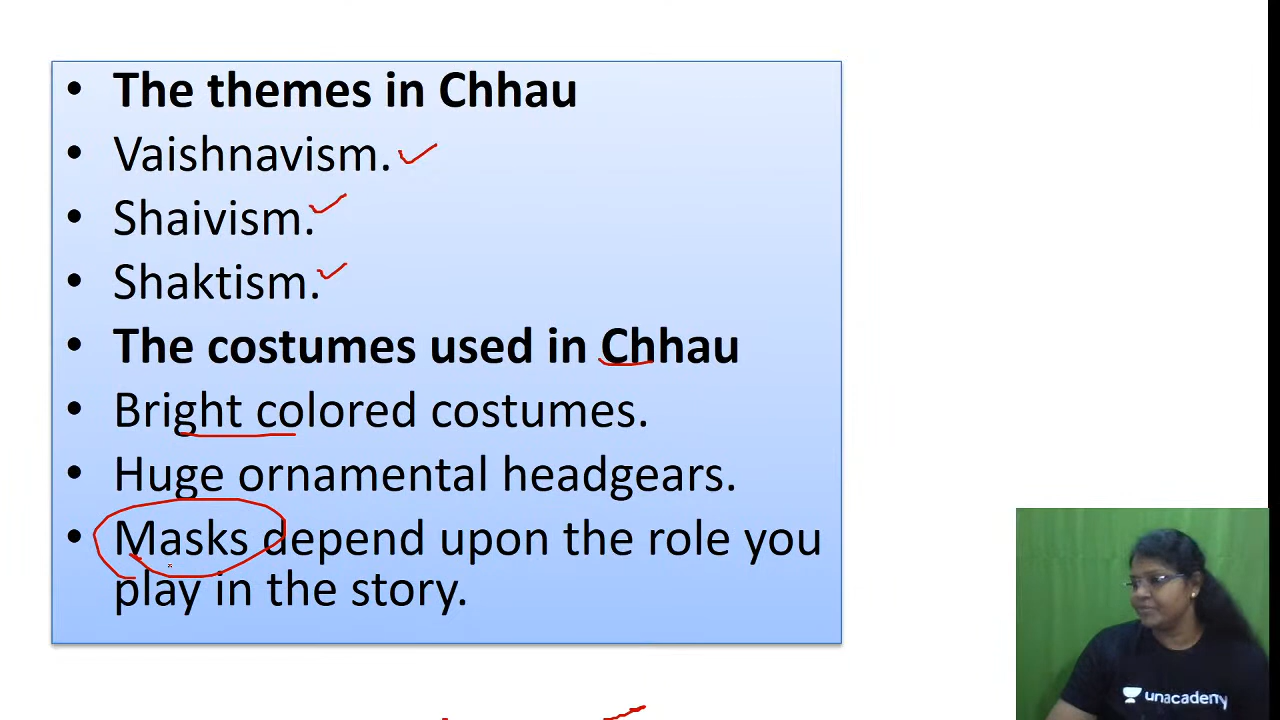 • The themes in Chhau
• Vaishnavism.
• Shaivism.
• Shaktism.
• The costumes used in Chhau
• Bright colored costumes.
• Huge ornamental headgears.
• Masks depend upon the role you
play in the story.
unacademy